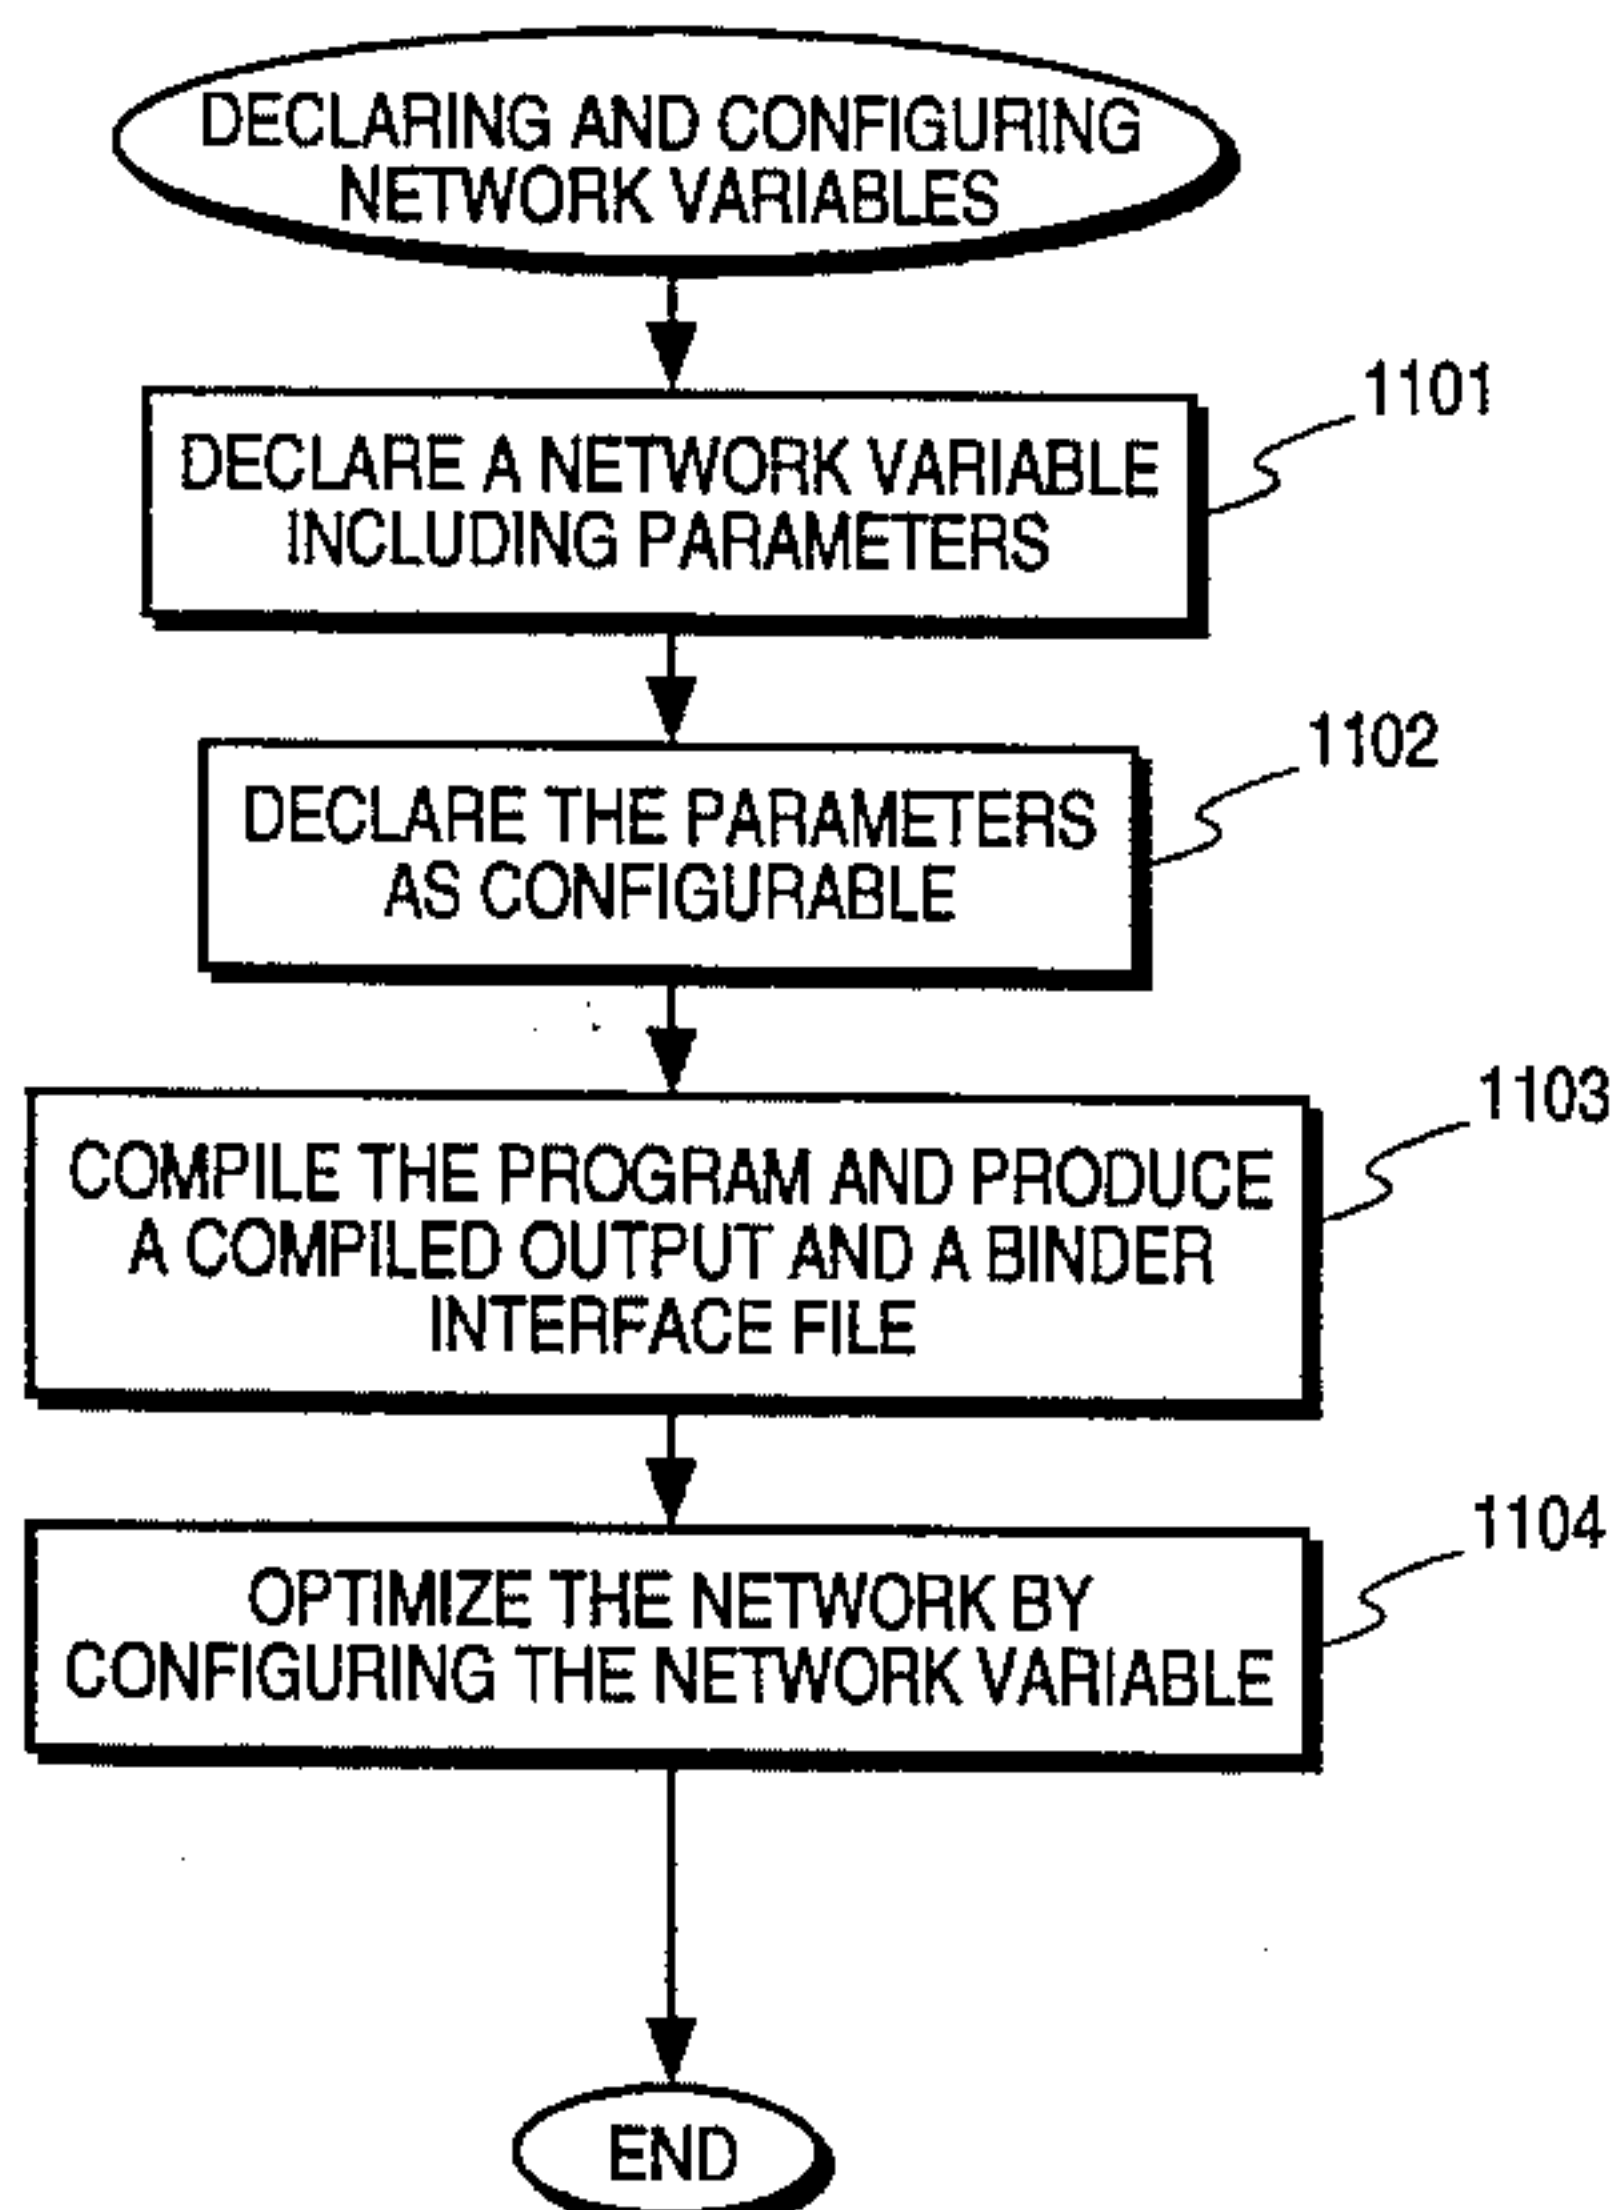 DECLARING AND CONFIGURING
NETWORK VARIABLES
1101
DECLARE A NETWORK VARIABLE
INCLUDING PARAMETERS
1102
DECLARE THE PARAMETERS
AS CONFIGURABLE
1103
COMPILE THE PROGRAM AND PRODUCE
A COMPILED OUTPUT AND A BINDER
INTERFACE FILE
1104
OPTIMIZE THE NETWORK BY
CONFIGURING THE NETWORK VARIABLE
END